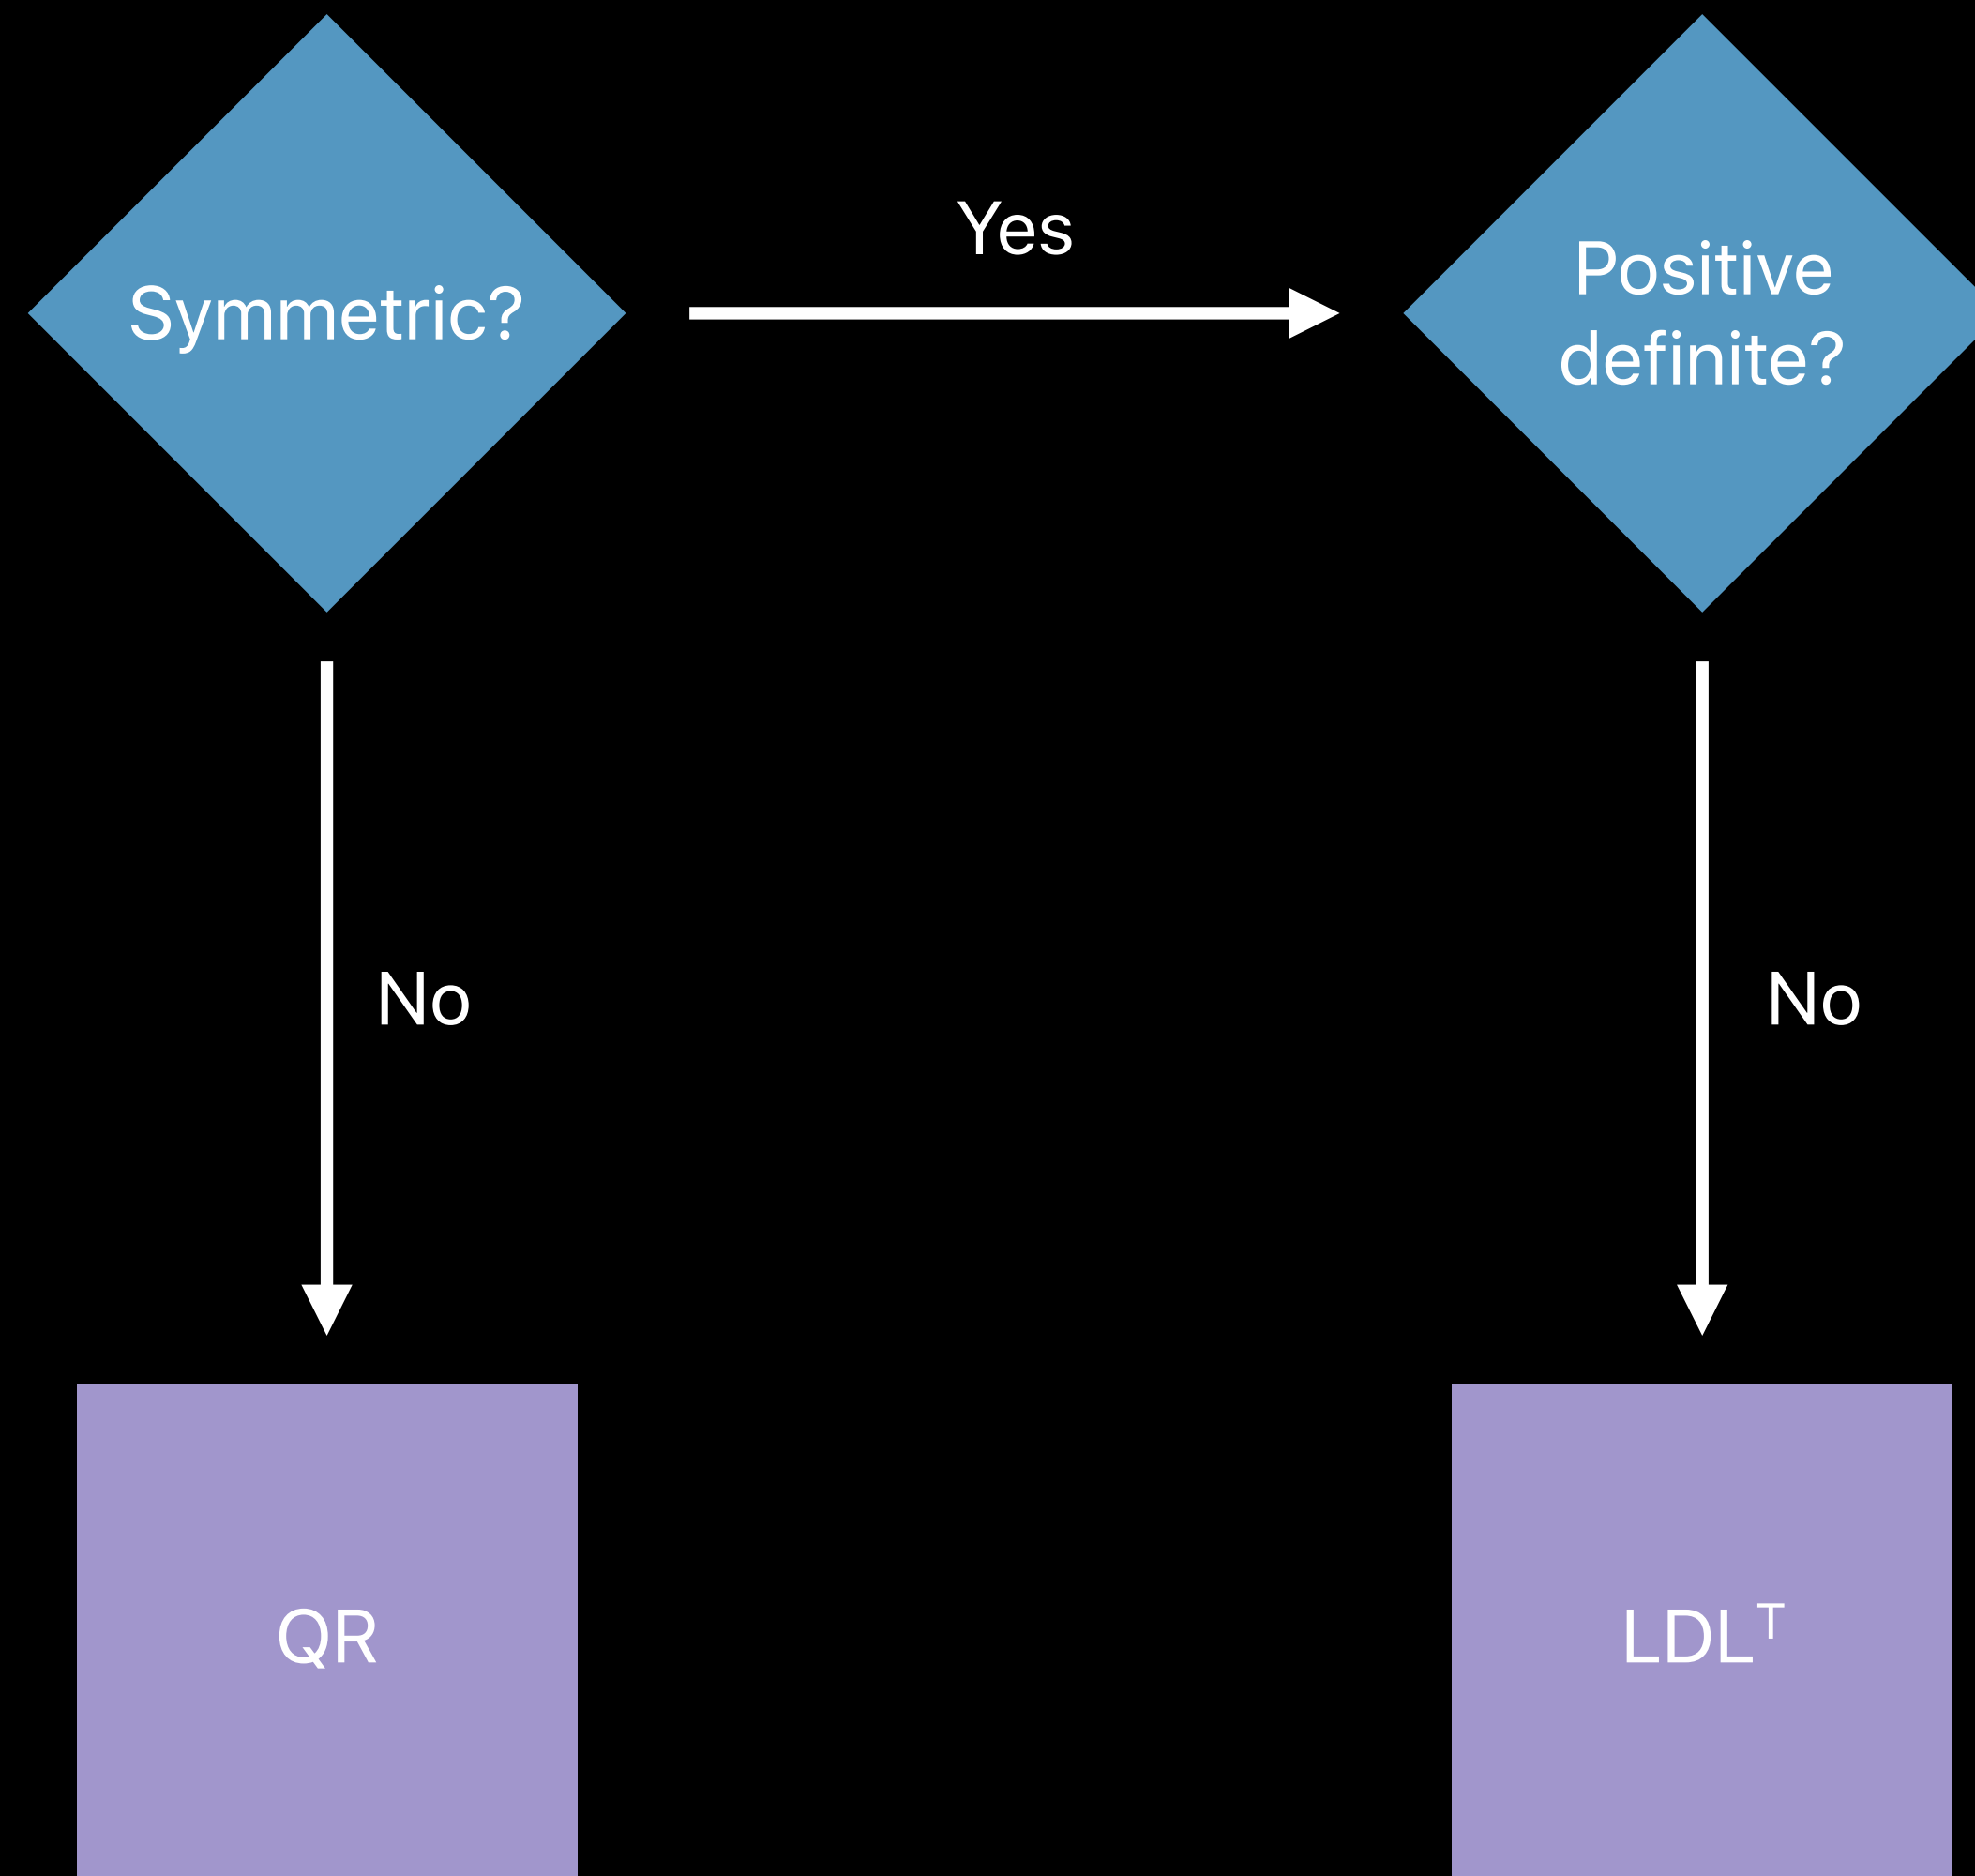 Symmetric?
Yes
Positive
definite?
No
No
QR
LDLᵀ